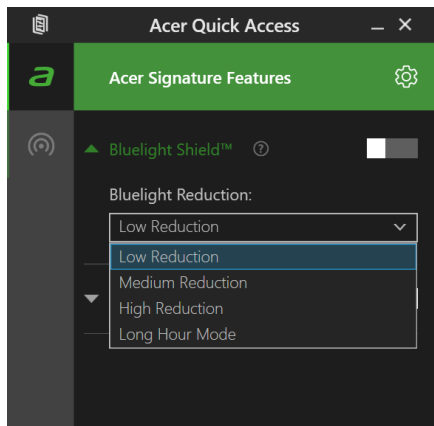 Acer Quick Access
a
Acer Signature Features
Bluelight Shield™ ?
Bluelight Reduction:
Low Reduction
Low Reduction
Medium Reduction
High Reduction
Long Hour Mode